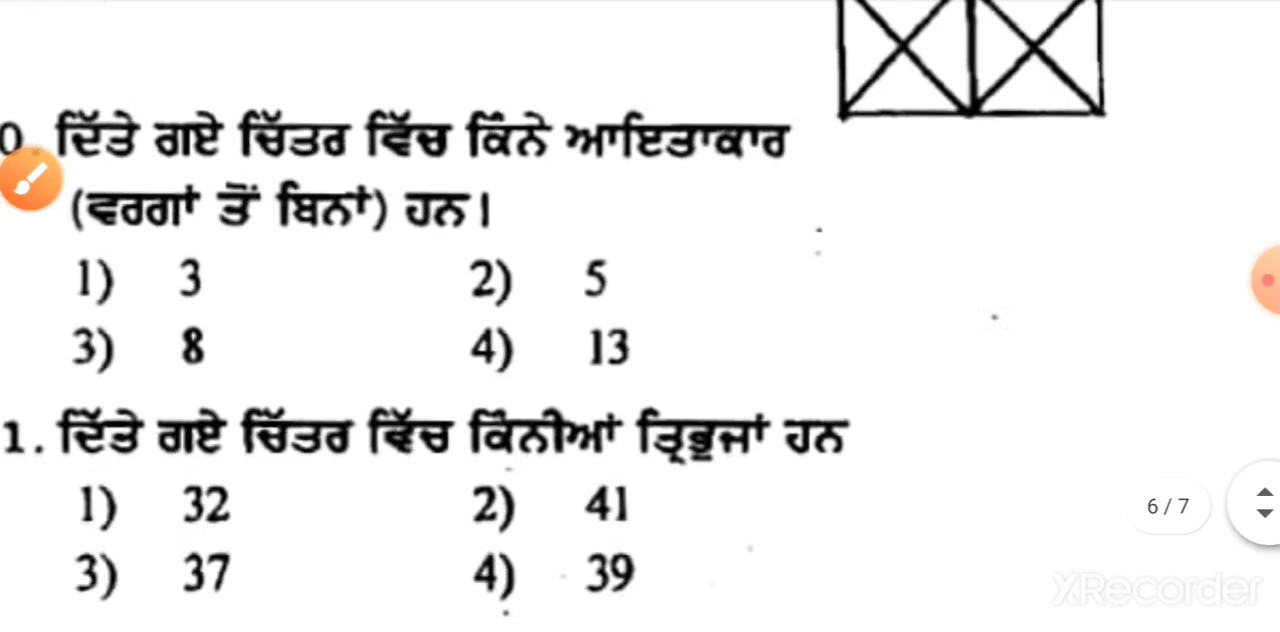 0. ਦਿੱਤੇ ਗਏ ਚਿੱਤਰ ਵਿੱਚ ਕਿੰਨੇ ਆਇਤਾਕਾਰ
(ਵਰਗਾਂ ਤੋਂ ਬਿਨਾਂ) ਹਨ।
1) 3 2) 5
3) 8 4) 13
1. ਦਿੱਤੇ ਗਏ ਚਿੱਤਰ ਵਿੱਚ ਕਿੰਨੀਆਂ ਤ੍ਰਿਭੁਜਾਂ ਹਨ
1) 32 2) 41
3) 37 4) 39
6 / 7
XRecorder